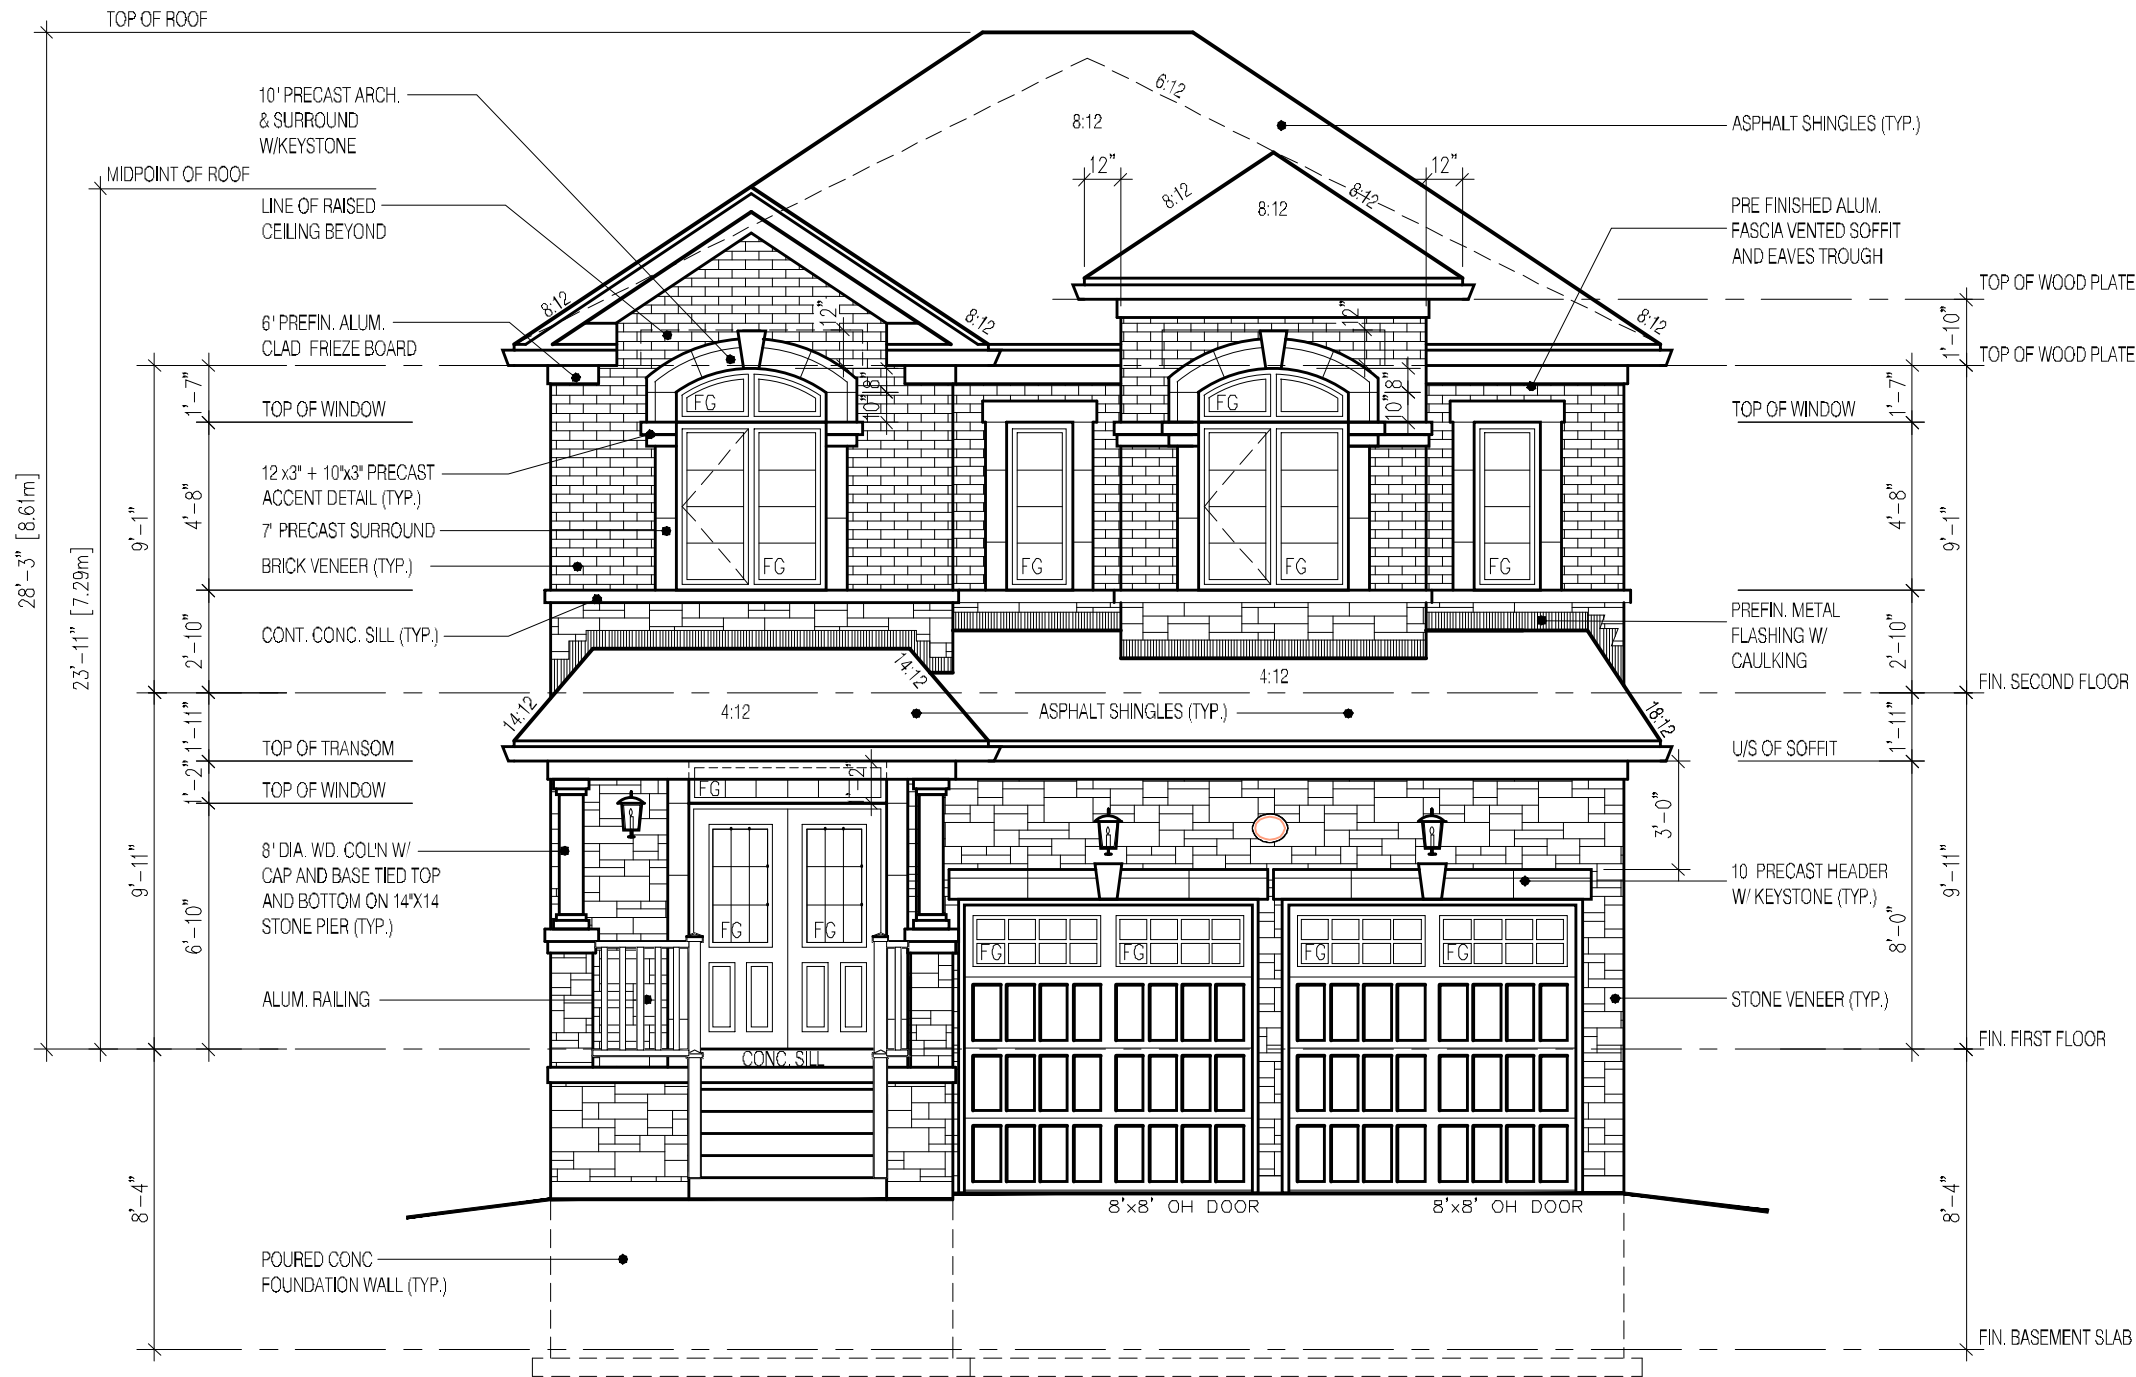 TOP OF ROOF
10' PRECAST ARCH.
& SURROUND
W/KEYSTONE
MIDPOINT OF ROOF
LINE OF RAISED
CEILING BEYOND
6' PREFIN. ALUM.
CLAD FRIEZE BOARD
TOP OF WINDOW
12 x3" + 10"x3" PRECAST
ACCENT DETAIL (TYP.)
7' PRECAST SURROUND
BRICK VENEER (TYP.)
CONT. CONC. SILL (TYP.)
TOP OF TRANSOM
TOP OF WINDOW
8' DIA. WD. COL'N W/
CAP AND BASE TIED TOP
AND BOTTOM ON 14"X14
STONE PIER (TYP.)
ALUM. RAILING
POURED CONC
FOUNDATION WALL (TYP.)
28'-3" [8.61m]
23'-11" [7.29m]
9'-1"
9'-11"
8'-4"
1'-7"
4'-8"
2'-10"
1'-11"
1'-2"
6'-10"
6:12
8:12
12"
12"
8:12
8:12
8:12
8:12
8:12
8:12
12"
12"
8"
10"
8"
10"
FG
FG
FG
FG
FG
FG
FG
14:12
14:12
4:12
4:12
18:12
ASPHALT SHINGLES (TYP.)
FG
1'-2"
FG
FG
FG
FG
FG
FG
CONC. SILL
8'x8' OH DOOR
8'x8' OH DOOR
ASPHALT SHINGLES (TYP.)
PRE FINISHED ALUM.
FASCIA VENTED SOFFIT
AND EAVES TROUGH
TOP OF WOOD PLATE
1'-10"
TOP OF WOOD PLATE
TOP OF WINDOW
1'-7"
4'-8"
9'-1"
PREFIN. METAL
FLASHING W/
CAULKING
2'-10"
FIN. SECOND FLOOR
1'-11"
U/S OF SOFFIT
3'-0"
10 PRECAST HEADER
W/ KEYSTONE (TYP.)
9'-11"
8'-0"
STONE VENEER (TYP.)
FIN. FIRST FLOOR
8'-4"
FIN. BASEMENT SLAB